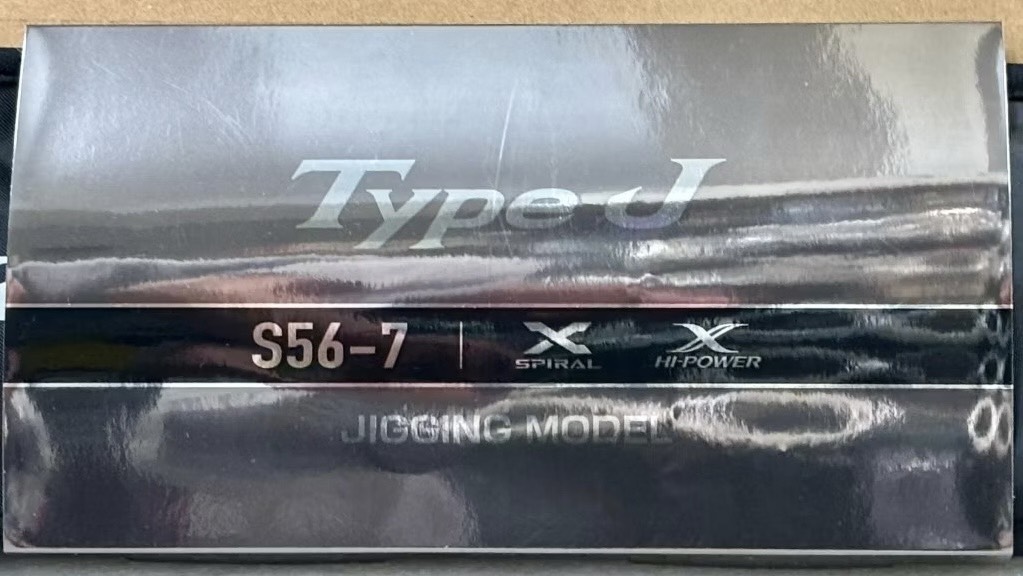 Type J
S56-7 | X SPIRAL X HI-POWER
JIGGING MODEL